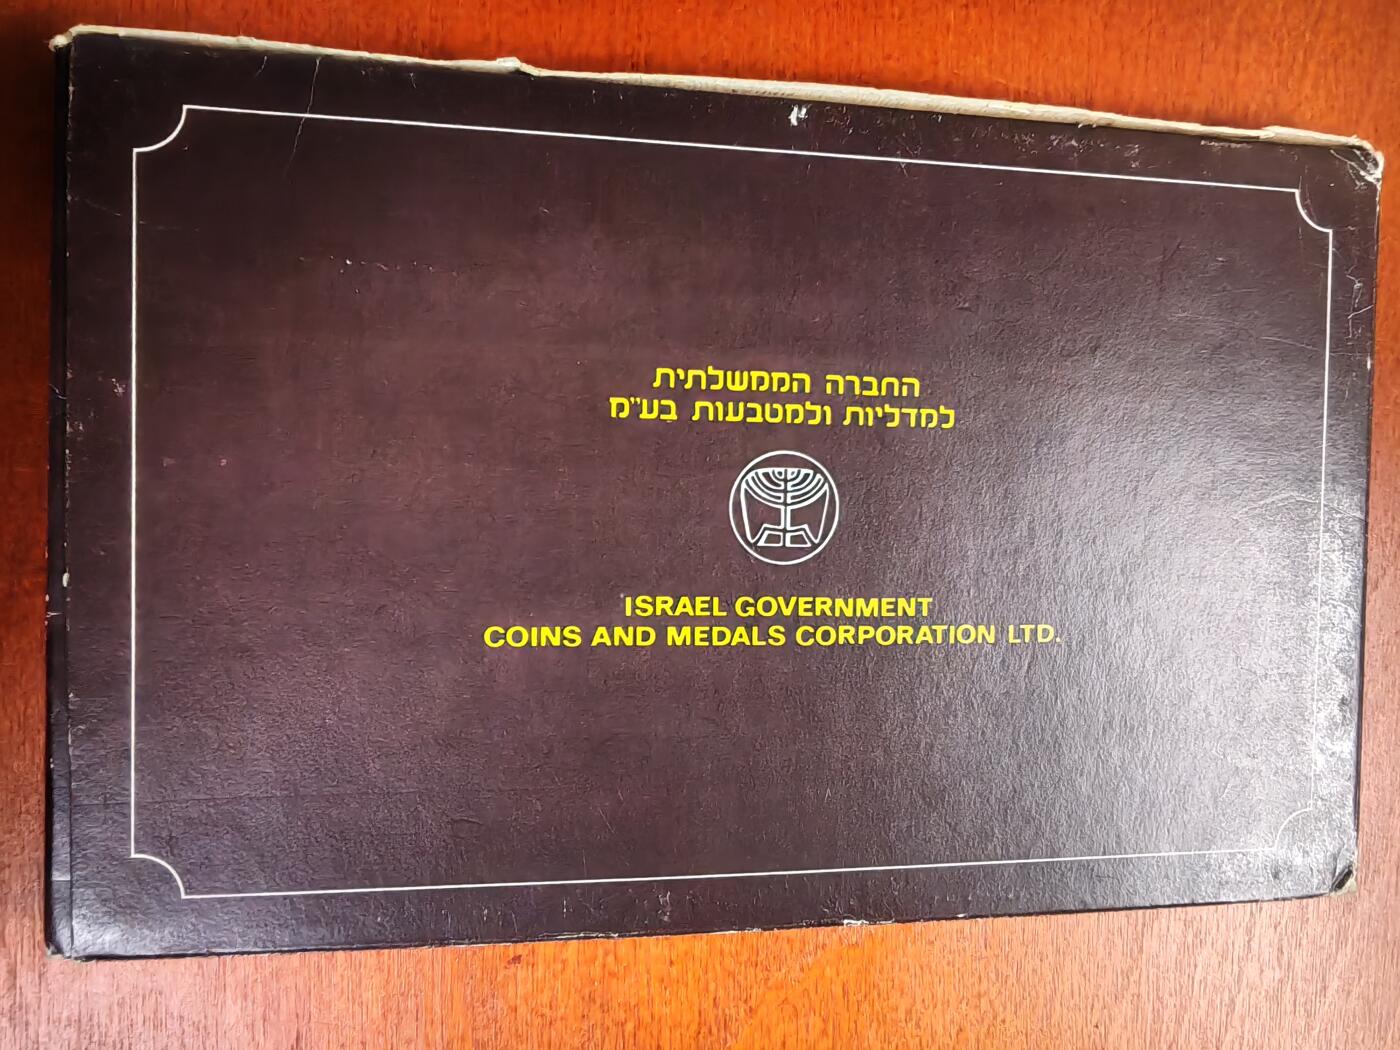 החברה הממשלתית
למדליות ולמטבעות בע"מ
ISRAEL GOVERNMENT
COINS AND MEDALS CORPORATION LTD.